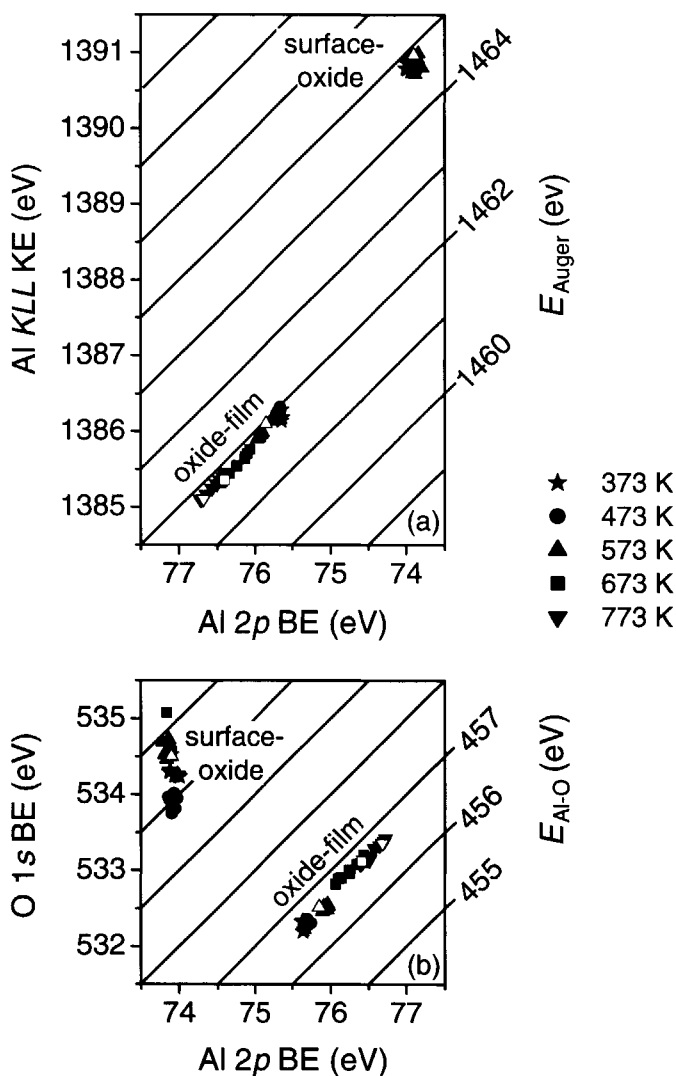 1391
1390
1389
1388
1387
1386
1385
Al KLL KE (eV)
surface-
oxide
oxide-film
(a)
1464
1462
1460
E_Auger (ev)
77 76 75 74
Al 2p BE (eV)
373 K
473 K
573 K
673 K
773 K
535
534
533
532
O 1s BE (eV)
surface-
oxide
oxide-film
(b)
457
456
455
E_Al-O (eV)
74 75 76 77
Al 2p BE (eV)